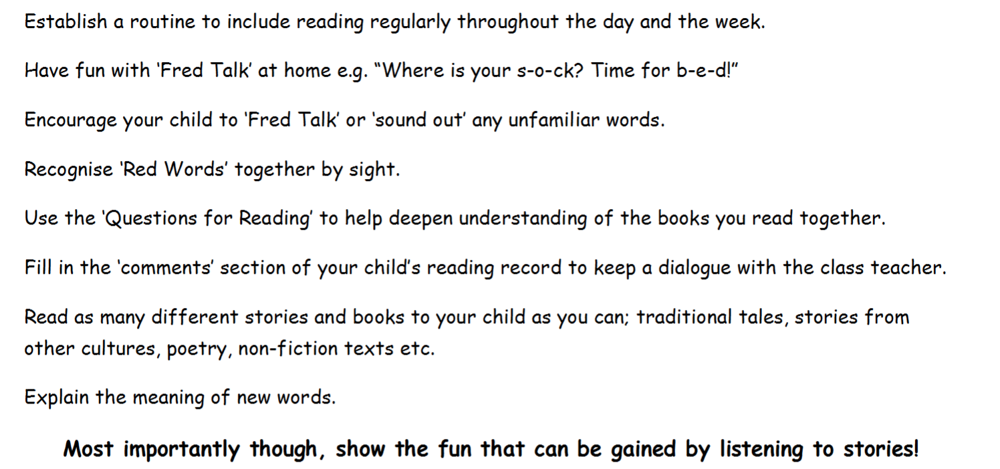 Establish a routine to include reading regularly throughout the day and the week.
Have fun with 'Fred Talk' at home e.g. "Where is your s-o-ck? Time for b-e-d!"
Encourage your child to 'Fred Talk' or 'sound out' any unfamiliar words.
Recognise 'Red Words' together by sight.
Use the 'Questions for Reading' to help deepen understanding of the books you read together.
Fill in the 'comments' section of your child's reading record to keep a dialogue with the class teacher.
Read as many different stories and books to your child as you can; traditional tales, stories from
other cultures, poetry, non-fiction texts etc.
Explain the meaning of new words.
Most importantly though, show the fun that can be gained by listening to stories!